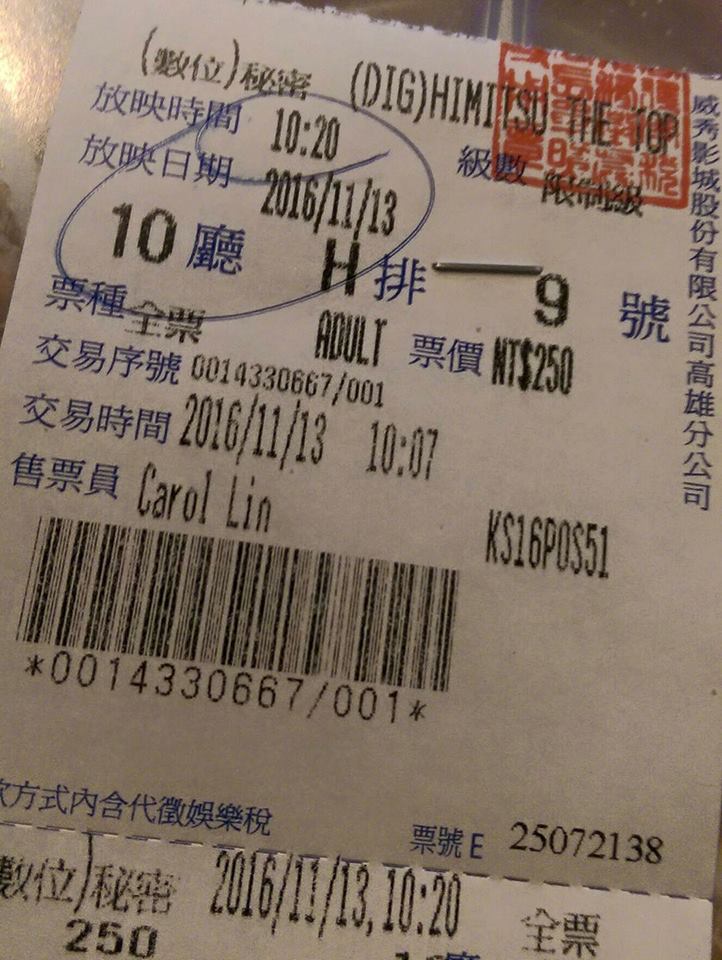 (數位)秘密 (DIG)HIMITSU THE TOP
放映時間 10:20
放映日期 2016/11/13 級數 限制級
10 廳 H 排 9 號
票種 全票 ADULT 票價 NT$250
交易序號 0014330667/001
交易時間 2016/11/13 10:07
售票員 Carol Lin
KS16POS51
*0014330667/001*
威秀影城股份有限公司高雄分公司
方式內含代徵娛樂稅
票號E 25072138
數位)秘密 2016/11/13,10:20 全票
250